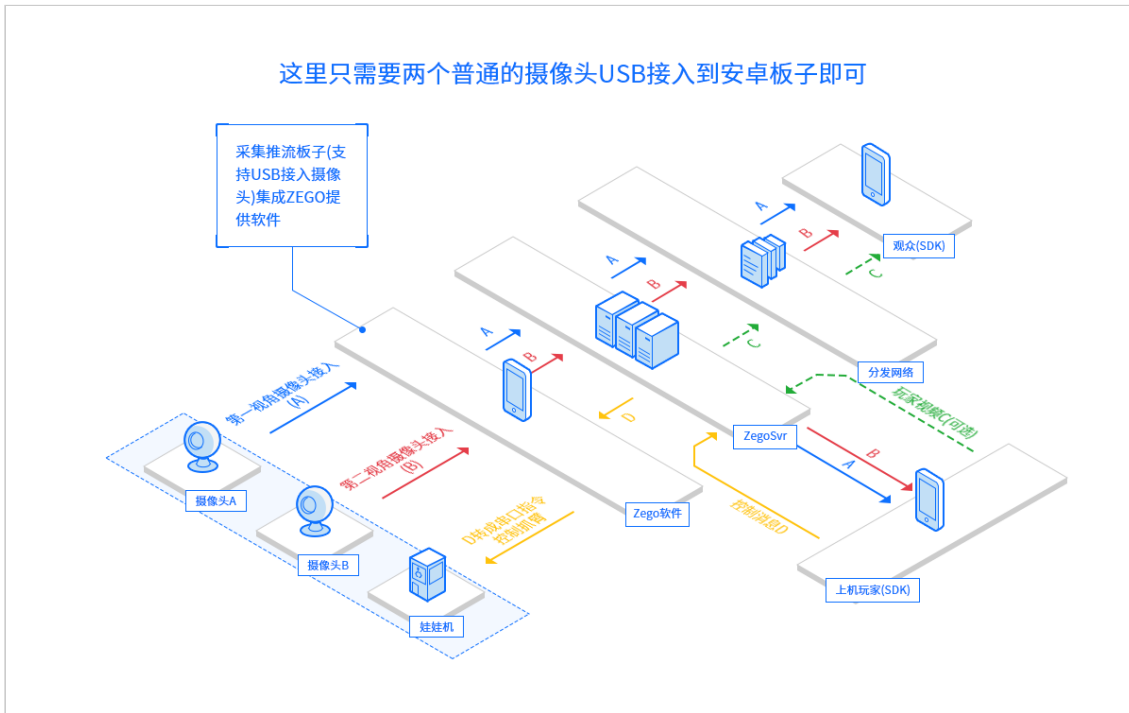 这里只需要两个普通的摄像头USB接入到安卓板子即可
采集推流板子(支
持USB接入摄像
头)集成ZEGO提
供软件
A
B
C
观众(SDK)
A
B
C
分发网络
玩家视频C(可选)
A
B
D
ZegoSvr
B
A
第一视角摄像头接入
(A)
第二视角摄像头接入
(B)
摄像头A
Zego软件
控制消息D
D转成串口指令
控制抓臂
摄像头B
上机玩家(SDK)
娃娃机